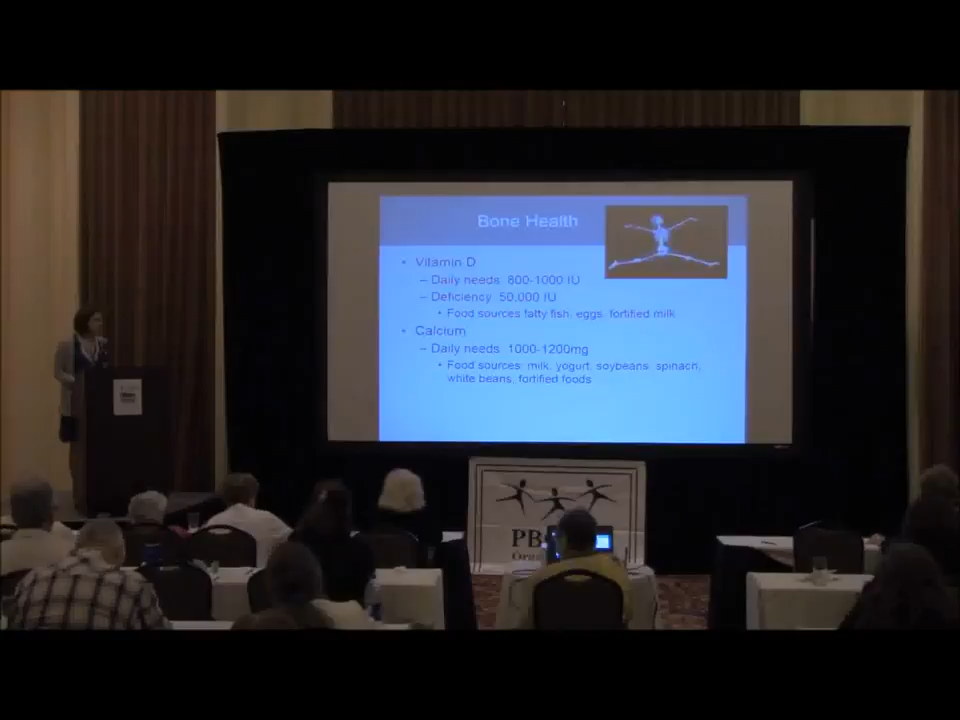 Bone Health
• Vitamin D
– Daily needs: 800-1000 IU
– Deficiency: 50,000 IU
• Food sources fatty fish, eggs, fortified milk
• Calcium
– Daily needs: 1000-1200mg
• Food sources: milk, yogurt, soybeans, spinach,
white beans, fortified foods